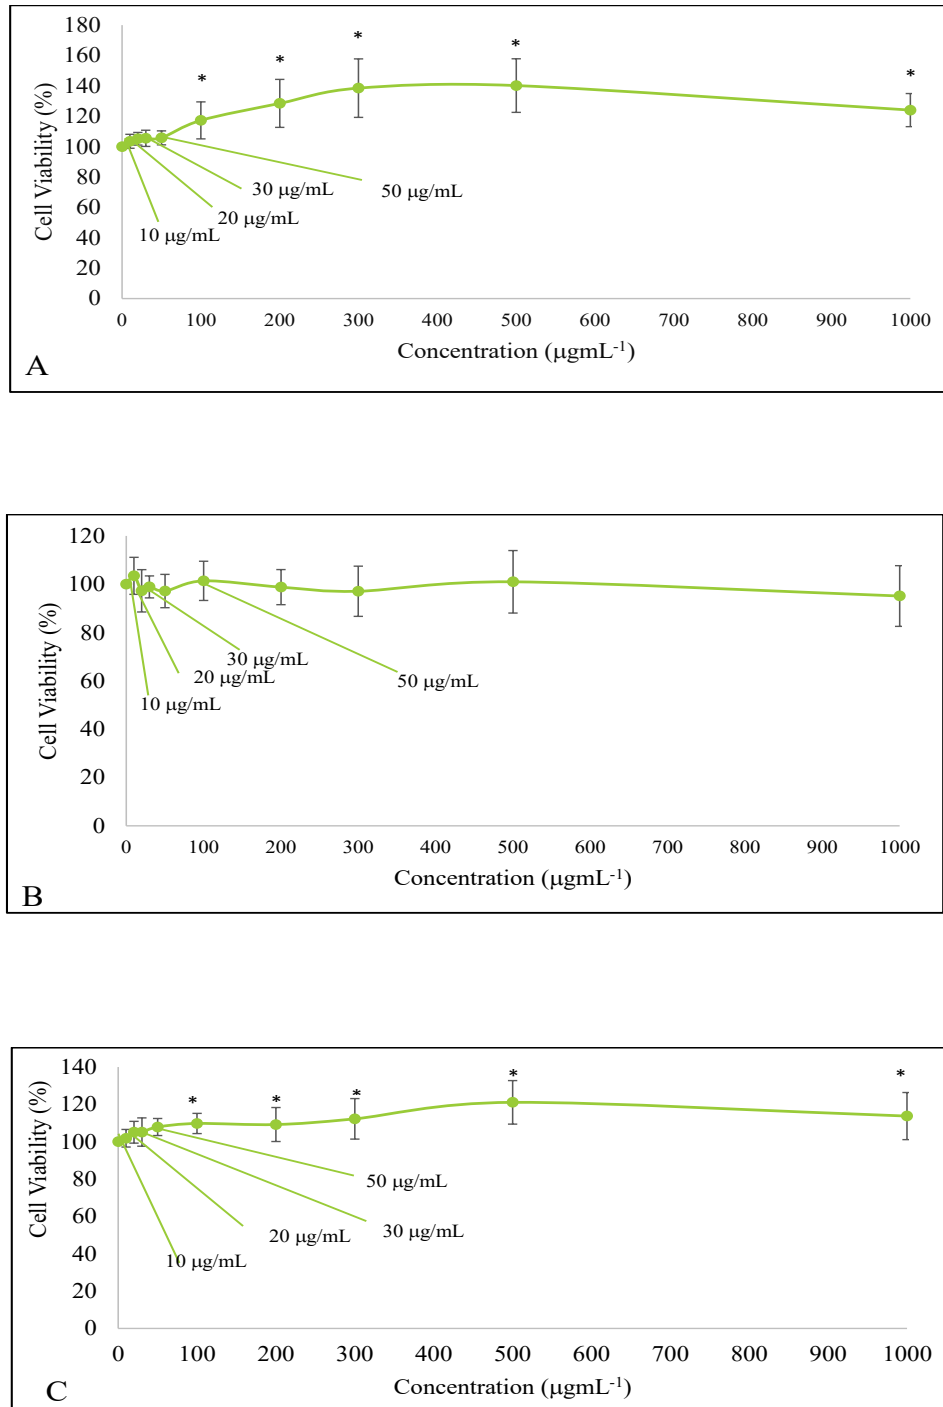 180
160
140
120
100
80
60
40
20
0
Cell Viability (%)
* * * * *
10 µg/mL
20 µg/mL
30 µg/mL
50 µg/mL
0 100 200 300 400 500 600 700 800 900 1000
Concentration (µgmL-1)
A
120
100
80
60
40
20
0
Cell Viability (%)
10 µg/mL
20 µg/mL
30 µg/mL
50 µg/mL
0 100 200 300 400 500 600 700 800 900 1000
Concentration (µgmL-1)
B
140
120
100
80
60
40
20
0
Cell Viability (%)
* * * * *
50 µg/mL
20 µg/mL
30 µg/mL
10 µg/mL
0 100 200 300 400 500 600 700 800 900 1000
Concentration (µgmL-1)
C